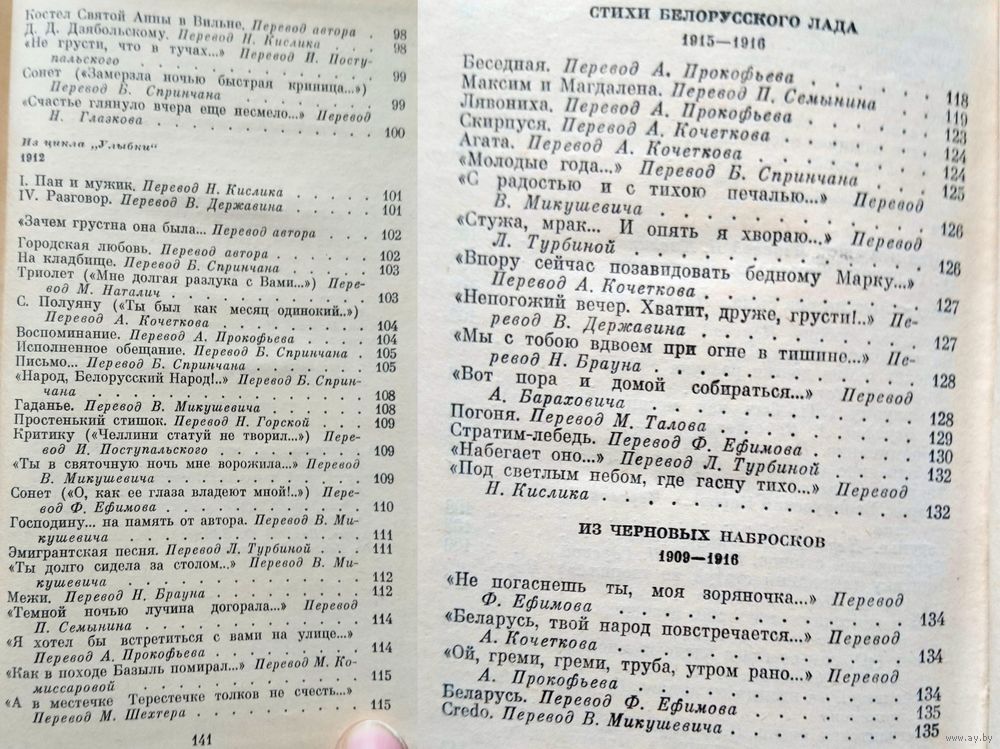 Костел Святой Анны в Вильне. Перевод автора . 98
Д. Д. Дзябольскому. Перевод Н. Кислика . . 98
«Не грусти, что в тучах...» Перевод И. Посту-
пальского . . . . . . . . . . . 99
Сонет («Замерзла ночью быстрая криница...»)
Перевод Б. Спринчана . . . . . . . . 99
«Счастье глянуло вчера еще несмело...» Перевод
Н. Глазкова . . . . . . . . . . 100
Из цикла „Улыбки“
1912
I. Пан и мужик. Перевод Н. Кислика . . . . . 101
IV. Разговор. Перевод В. Державина . . . . . 101
«Зачем грустна она была... Перевод автора . . . 102
Городская любовь. Перевод автора . . . . . 102
На кладбище. Перевод Б. Спринчана . . . . . 103
Триолет («Мне долгая разлука с Вами...») Пере-
вод М. Наталич . . . . . . . . . . 103
С. Полуяну («Ты был как месяц одинокий..»)
Перевод А. Кочеткова . . . . . . . . 104
Воспоминание. Перевод А. Прокофьева . . . . 104
Исполненное обещание. Перевод Б. Спринчана . 105
Письмо... Перевод Б. Спринчана . . . . . . 105
«Народ, Белорусский Народ!..» Перевод Б. Сприн-
чана . . . . . . . . . . . . . 108
Гаданье. Перевод В. Микушевича . . . . . . 108
Простенький стишок. Перевод Н. Горской . . . 109
Критику («Челлини статуй не творил...») Пере-
вод И. Поступальского . . . . . . . . 109
«Ты в святочную ночь мне ворожила...» Перевод
В. Микушевича . . . . . . . . . . 109
Сонет («О, как ее глаза владеют мной!..») Пере-
вод Ф. Ефимова . . . . . . . . . . 110
Господину... на память от автора. Перевод В. Ми-
кушевича . . . . . . . . . . . . 111
Эмигрантская песня. Перевод Л. Турбиной . . . 111
«Ты долго сидела за столом...» Перевод В. Ми-
кушевича . . . . . . . . . . . . 112
Межи. Перевод Н. Брауна . . . . . . . . 112
«Темной ночью лучина догорала...» Перевод
П. Семынина . . . . . . . . . . . 114
«Я хотел бы встретиться с вами на улице...»
Перевод А. Прокофьева . . . . . . . . 114
«Как в походе Базыль помирал...» Перевод М. Ко-
миссаровой . . . . . . . . . . . 115
«А в местечке Терестечке толков не счесть...»
Перевод М. Шехтера . . . . . . . . . 115
141
СТИХИ БЕЛОРУССКОГО ЛАДА
1915—1916
Беседная. Перевод А. Прокофьева . . . . . . 118
Максим и Магдалена. Перевод П. Семынина . . 119
Лявониха. Перевод А. Прокофьева . . . . . . 123
Скирпуся. Перевод А. Кочеткова . . . . . . 124
Агата. Перевод А. Кочеткова . . . . . . . 124
«Молодые года...» Перевод Б. Спринчана . . . 125
«С радостью и с тихою печалью...» Перевод
В. Микушевича . . . . . . . . . . 126
«Стужа, мрак... И опять я хвораю...» Перевод
Л. Турбиной . . . . . . . . . . . 126
«Впору сейчас позавидовать бедному Марку...»
Перевод А. Кочеткова . . . . . . . . 127
«Непогожий вечер. Хватит, друже, грусти!..» Пе-
ревод В. Державина . . . . . . . . . 127
«Мы с тобою вдвоем при огне в тишине...» Пе-
ревод Н. Брауна . . . . . . . . . . 128
«Вот пора и домой собираться...» Перевод
А. Бараховича . . . . . . . . . . 128
Погоня. Перевод М. Талова . . . . . . . 129
Стратим-лебедь. Перевод Ф. Ефимова . . . . 130
«Набегает оно...» Перевод Л. Турбиной . . . . 132
«Под светлым небом, где гасну тихо...» Перевод
Н. Кислика . . . . . . . . . . . 132
ИЗ ЧЕРНОВЫХ НАБРОСКОВ
1909—1916
«Не погаснешь ты, моя зоряночка...» Перевод
Ф. Ефимова . . . . . . . . . . . 134
«Беларусь, твой народ повстречается...» Перевод
А. Кочеткова . . . . . . . . . . . 134
«Ой, греми, греми, труба, утром рано...» Перевод
А. Прокофьева . . . . . . . . . . 134
Беларусь. Перевод Ф. Ефимова . . . . . . 135
Credo. Перевод В. Микушевича . . . . . . 135
www.ay.by